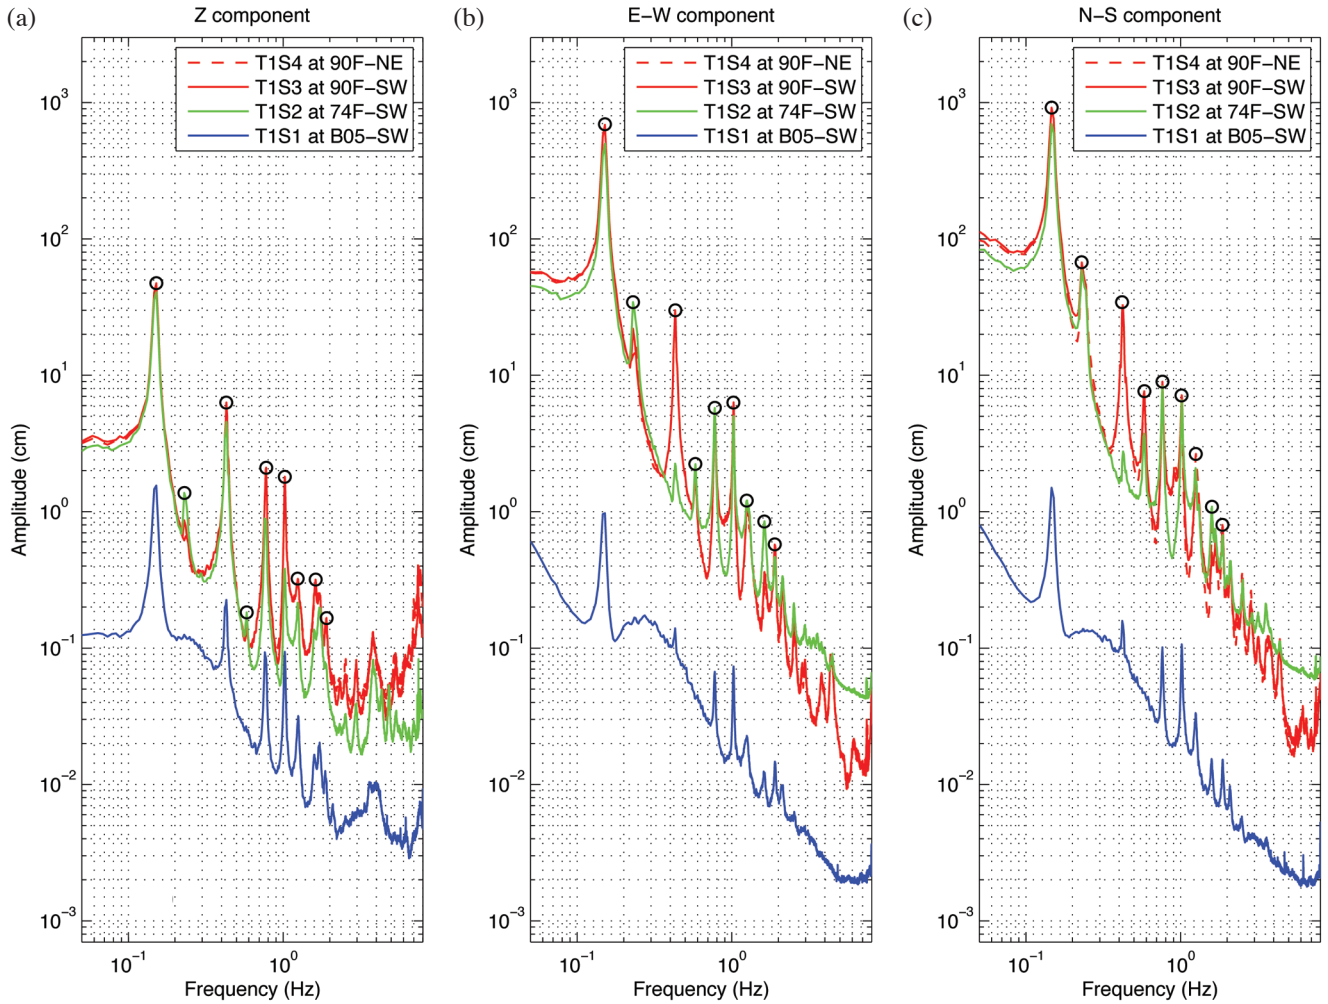 (a)
Z component
T1S4 at 90F−NE
T1S3 at 90F−SW
T1S2 at 74F−SW
T1S1 at B05−SW
10³
10²
10¹
10⁰
10⁻¹
10⁻²
10⁻³
Amplitude (cm)
10⁻¹
10⁰
Frequency (Hz)
(b)
E−W component
T1S4 at 90F−NE
T1S3 at 90F−SW
T1S2 at 74F−SW
T1S1 at B05−SW
10³
10²
10¹
10⁰
10⁻¹
10⁻²
10⁻³
Amplitude (cm)
10⁻¹
10⁰
Frequency (Hz)
(c)
N−S component
T1S4 at 90F−NE
T1S3 at 90F−SW
T1S2 at 74F−SW
T1S1 at B05−SW
10³
10²
10¹
10⁰
10⁻¹
10⁻²
10⁻³
Amplitude (cm)
10⁻¹
10⁰
Frequency (Hz)